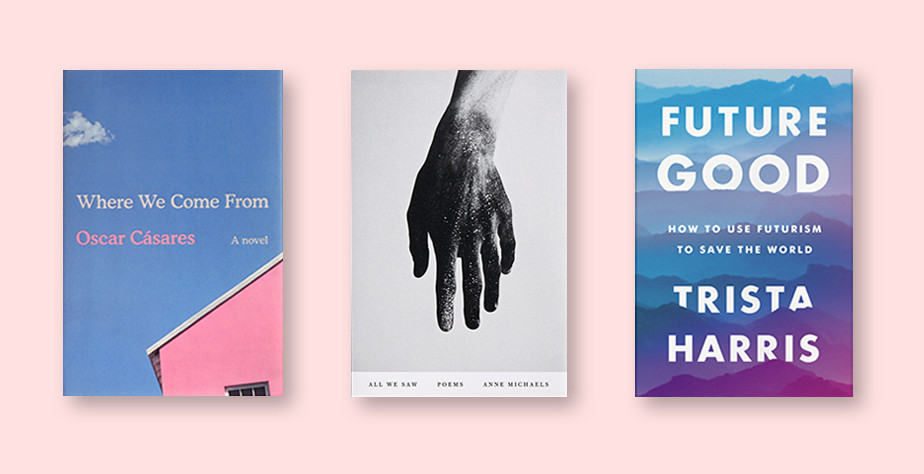 Where We Come From
Oscar Cásares
A novel
ALL WE SAW POEMS ANNE MICHAELS
FUTURE
GOOD
HOW TO USE FUTURISM
TO SAVE THE WORLD
TRISTA
HARRIS